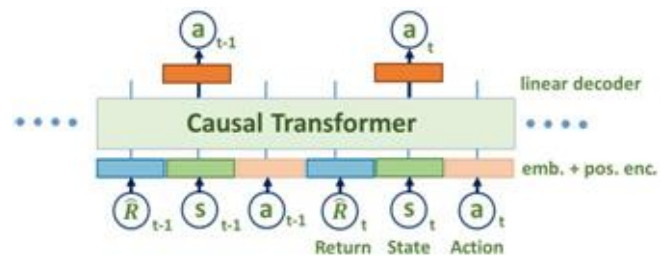 a t-1 a t
linear decoder
Causal Transformer
emb. + pos. enc.
R̂ t-1 s t-1 a t-1 R̂ t s t a t
Return State Action